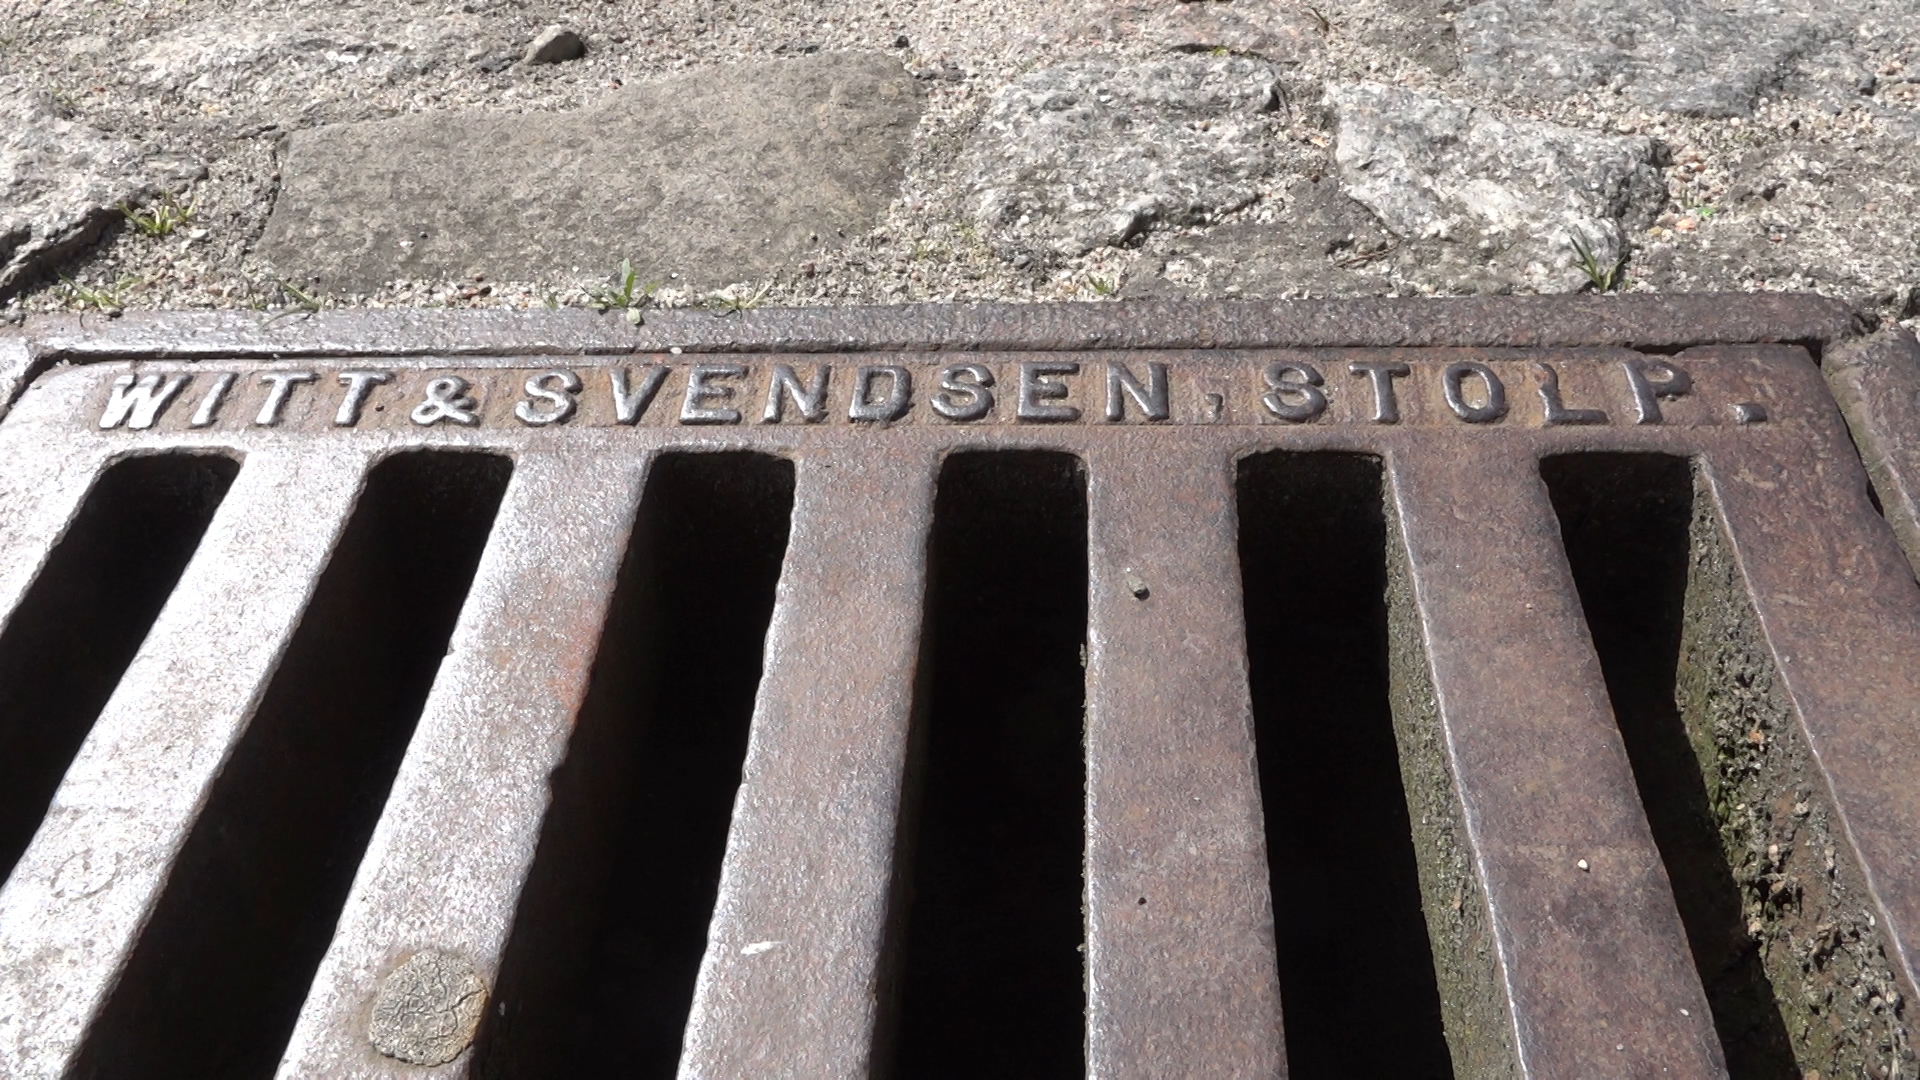 WITT & SVENDSEN, STOLP.